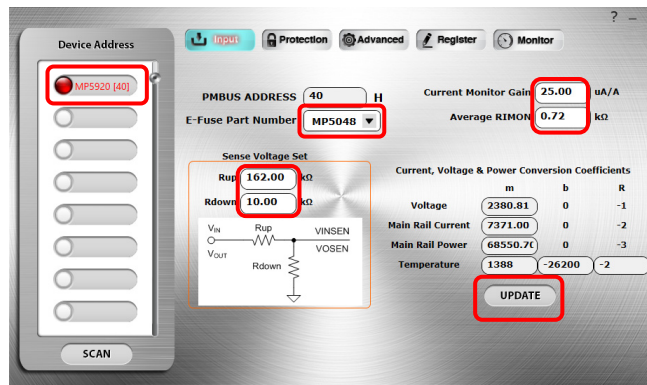 ? –
Device Address
Input Protection Advanced Register Monitor
MP5920 [40]
PMBUS ADDRESS 40 H
E-Fuse Part Number MP5048
Current Monitor Gain 25.00 uA/A
Average RIMON 0.72 kΩ
Sense Voltage Set
Rup 162.00 kΩ
Rdown 10.00 kΩ
VIN Rup VINSEN
VOUT VOSEN
Rdown
Current, Voltage & Power Conversion Coefficients
m b R
Voltage 2380.81 0 -1
Main Rail Current 7371.00 0 -2
Main Rail Power 68550.7( 0 -3
Temperature 1388 -26200 -2
UPDATE
SCAN